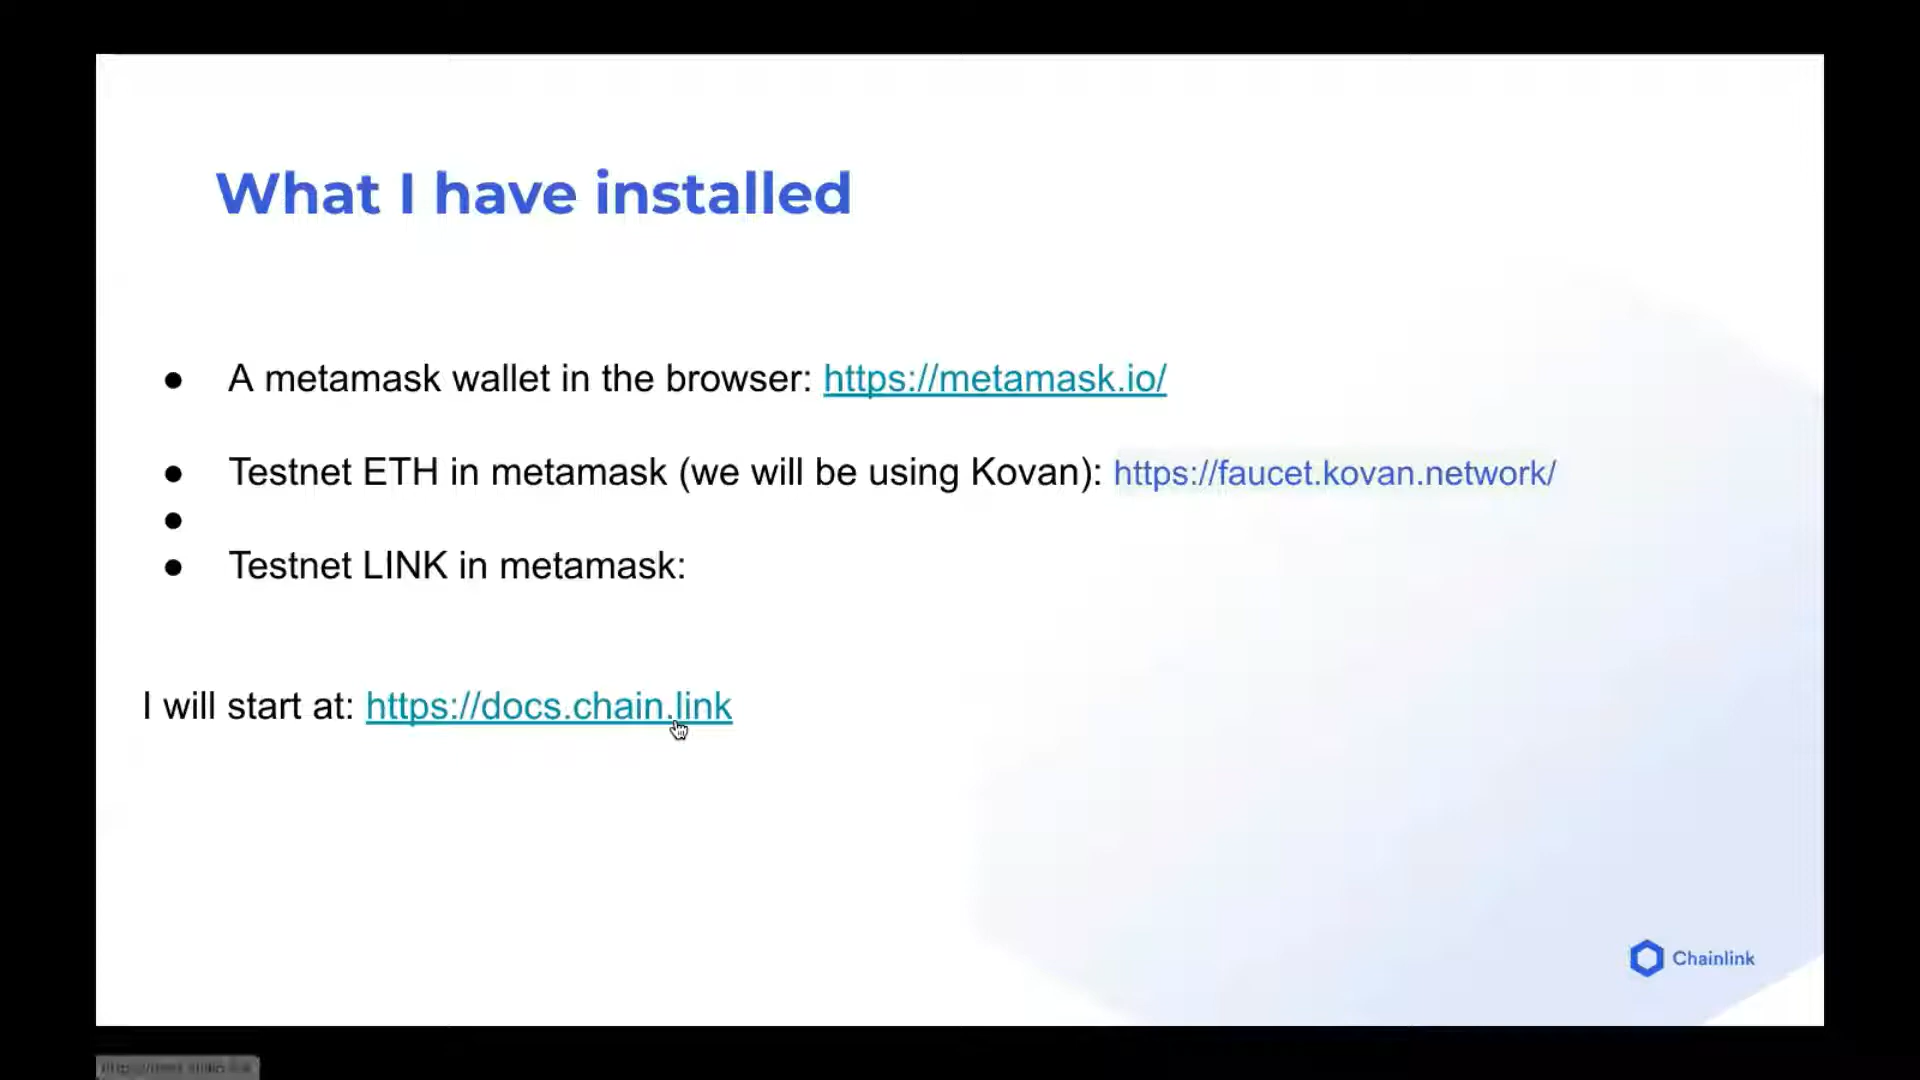 What I have installed
● A metamask wallet in the browser: https://metamask.io/
● Testnet ETH in metamask (we will be using Kovan): https://faucet.kovan.network/
●
● Testnet LINK in metamask:
I will start at: https://docs.chain.link
Chainlink